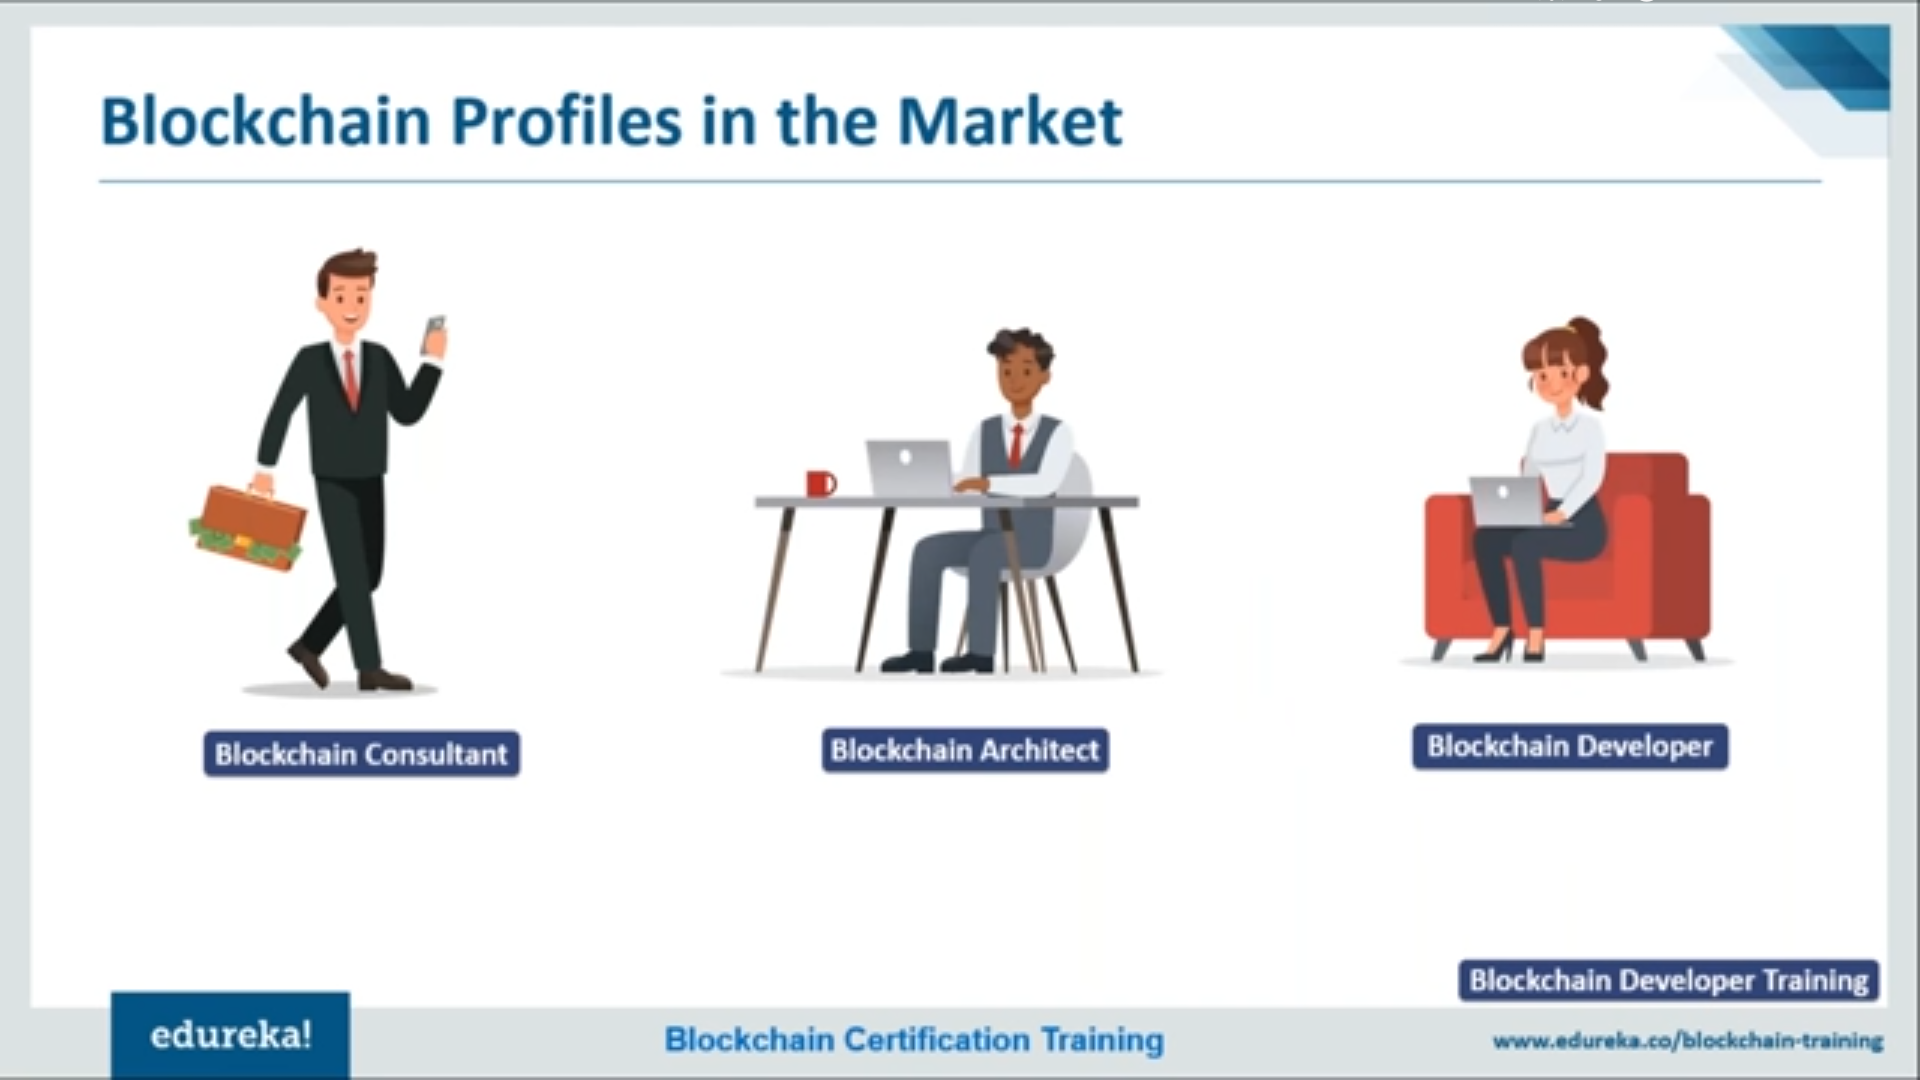 Blockchain Profiles in the Market
Blockchain Consultant
Blockchain Architect
Blockchain Developer
Blockchain Developer Training
edureka!
Blockchain Certification Training
www.edureka.co/blockchain-training